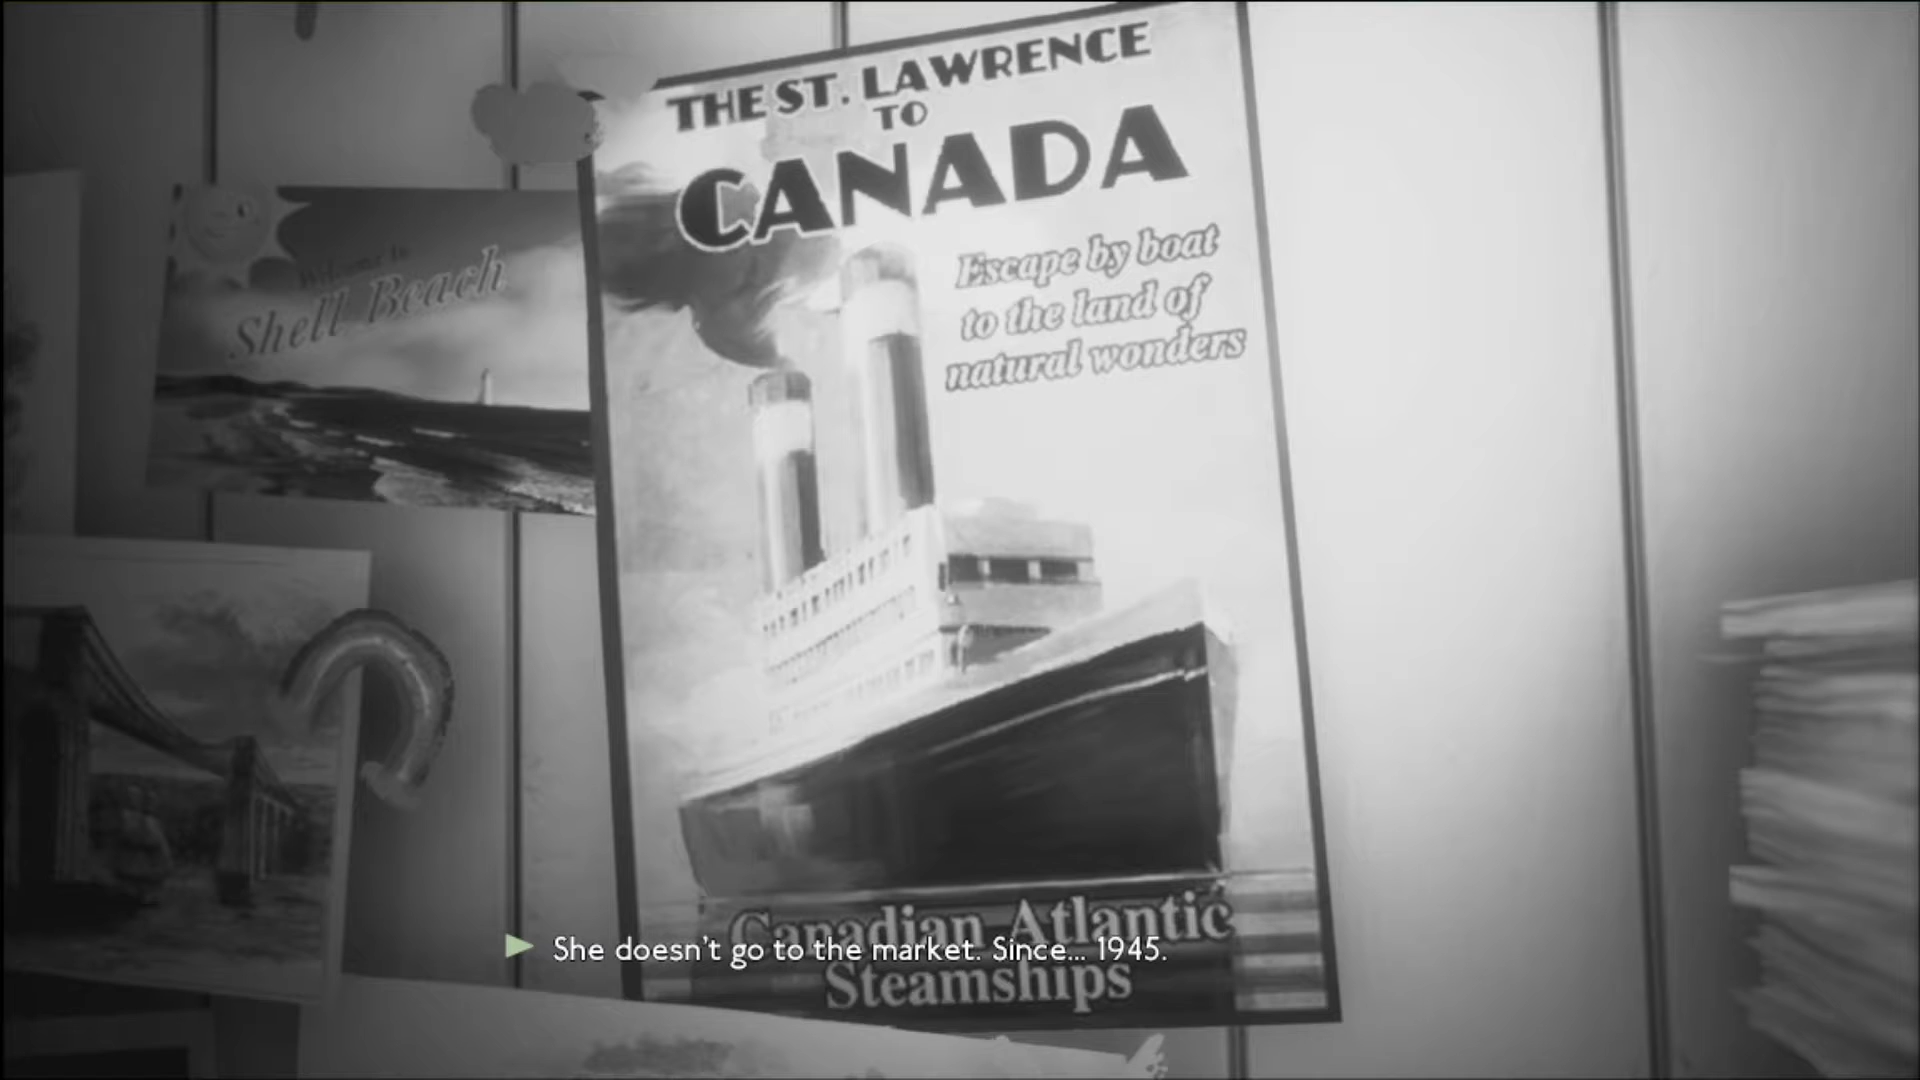 THE ST. LAWRENCE
TO
CANADA
Escape by boat
to the land of
natural wonders
Welcome to
Shell Beach
Canadian Atlantic
Steamships
She doesn't go to the market. Since... 1945.